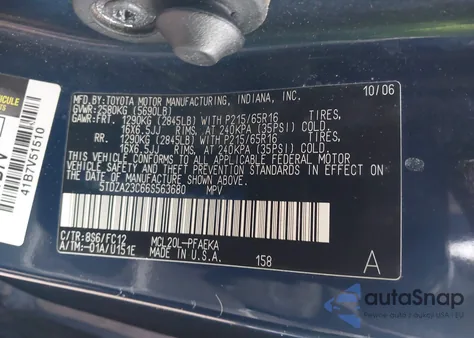 MFD. BY: TOYOTA MOTOR MANUFACTURING, INDIANA, INC. 10/06
GVWR: 2580KG (5690LB)
GAWR: FRT. 1290KG (2845LB) WITH P215/65R16 TIRES,
16X6.5JJ RIMS, AT 240KPA (35PSI) COLD.
RR. 1290KG (2845LB) WITH P215/65R16 TIRES,
16X6.5JJ RIMS, AT 240KPA (35PSI) COLD.
THIS VEHICLE CONFORMS TO ALL APPLICABLE FEDERAL MOTOR
VEHICLE SAFETY, BUMPER, AND THEFT PREVENTION STANDARDS
IN EFFECT ON THE DATE OF MANUFACTURE SHOWN ABOVE.
5TDZA23C66S563680 MPV
C/TR:8S6/FC12 MCL20L-PFAEKA
A/TM:-01A/U151E MADE IN U.S.A. 158 A
41B7V51510
autoSnap